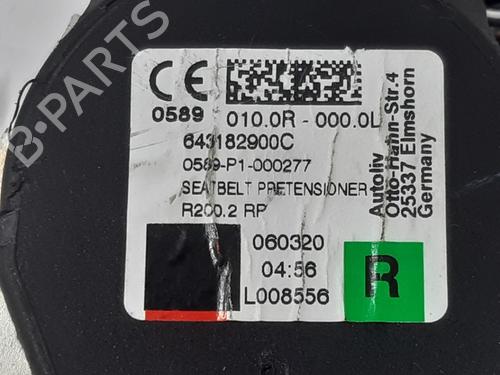 CE
0589
010.0R - 000.0L
643182900C
0589-P1-000277
SEATBELT PRETENSIONER
R200.2 RP
060320
04:56
L008556
R
Autoliv
Otto-Hahn-Str.4
25337 Elmshorn
Germany
B-PARTS